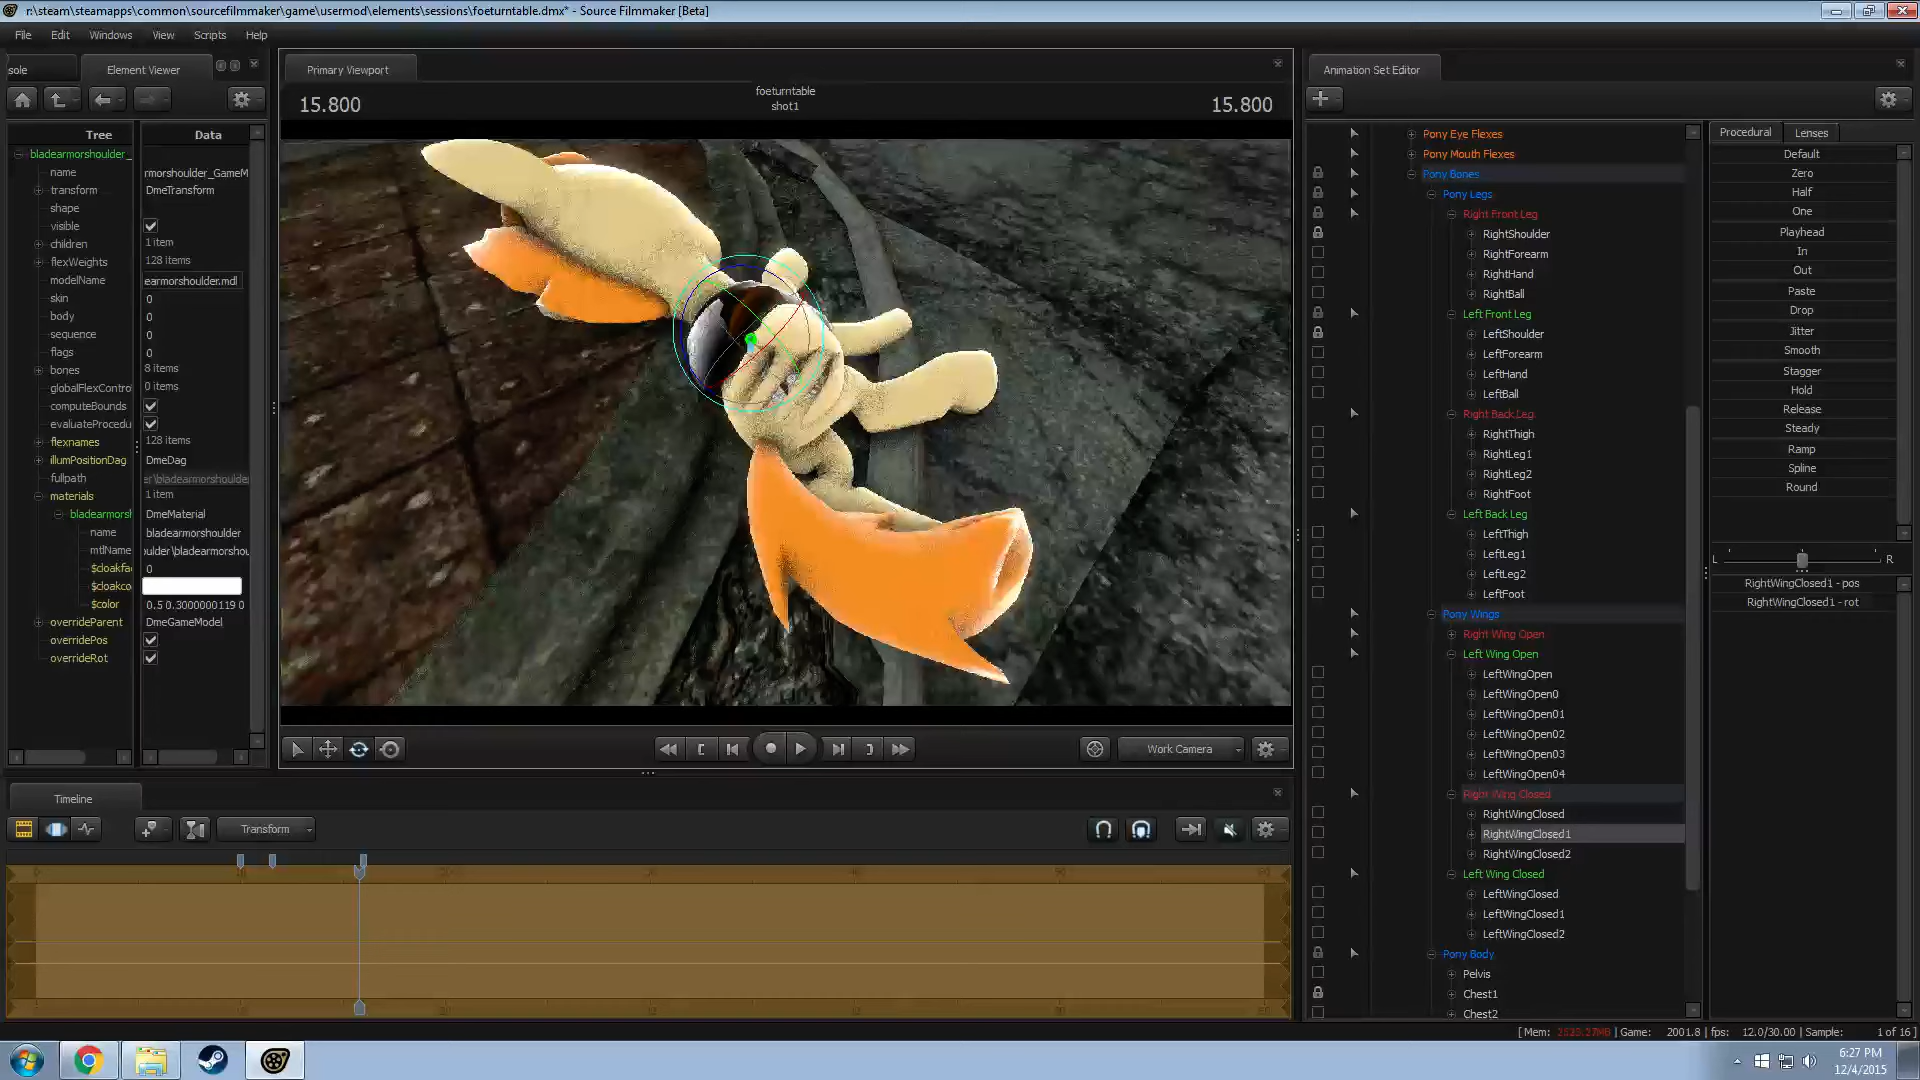 r:\steam\steamapps\common\sourcefilmmaker\game\usermod\elements\sessions\foeturntable.dmx* - Source Filmmaker [Beta]
File Edit Windows View Scripts Help
sole Element Viewer
Tree Data
bladearmorshoulder_
name rmorshoulder_GameM
transform DmeTransform
shape
visible
children 1 item
flexWeights 128 items
modelName earmorshoulder.mdl
skin 0
body 0
sequence 0
flags 0
bones 8 items
globalFlexContro 0 items
computeBounds
evaluateProcedu
flexnames 128 items
illumPositionDag DmeDag
fullpath er\bladearmorshoulder
materials 1 item
bladearmorsh DmeMaterial
name bladearmorshoulder
mtlName oulder\bladearmorshou
$cloakfac 0
$cloakco
$color 0.5 0.3000000119 0
overrideParent DmeGameModel
overridePos
overrideRot
Primary Viewport
15.800
foeturntable
shot1
15.800
Work Camera
Timeline
Transform
Animation Set Editor
Pony Eye Flexes
Pony Mouth Flexes
Pony Bones
Pony Legs
Right Front Leg
RightShoulder
RightForearm
RightHand
RightBall
Left Front Leg
LeftShoulder
LeftForearm
LeftHand
LeftBall
Right Back Leg
RightThigh
RightLeg1
RightLeg2
RightFoot
Left Back Leg
LeftThigh
LeftLeg1
LeftLeg2
LeftFoot
Pony Wings
Right Wing Open
Left Wing Open
LeftWingOpen
LeftWingOpen0
LeftWingOpen01
LeftWingOpen02
LeftWingOpen03
LeftWingOpen04
Right Wing Closed
RightWingClosed
RightWingClosed1
RightWingClosed2
Left Wing Closed
LeftWingClosed
LeftWingClosed1
LeftWingClosed2
Pony Body
Pelvis
Chest1
Chest2
Procedural Lenses
Default
Zero
Half
One
Playhead
In
Out
Paste
Drop
Jitter
Smooth
Stagger
Hold
Release
Steady
Ramp
Spline
Round
L R
RightWingClosed1 - pos
RightWingClosed1 - rot
Game: 2001.8 | fps: 12.0/30.00 | Sample: 1 of 16 ]
6:27 PM
12/4/2015